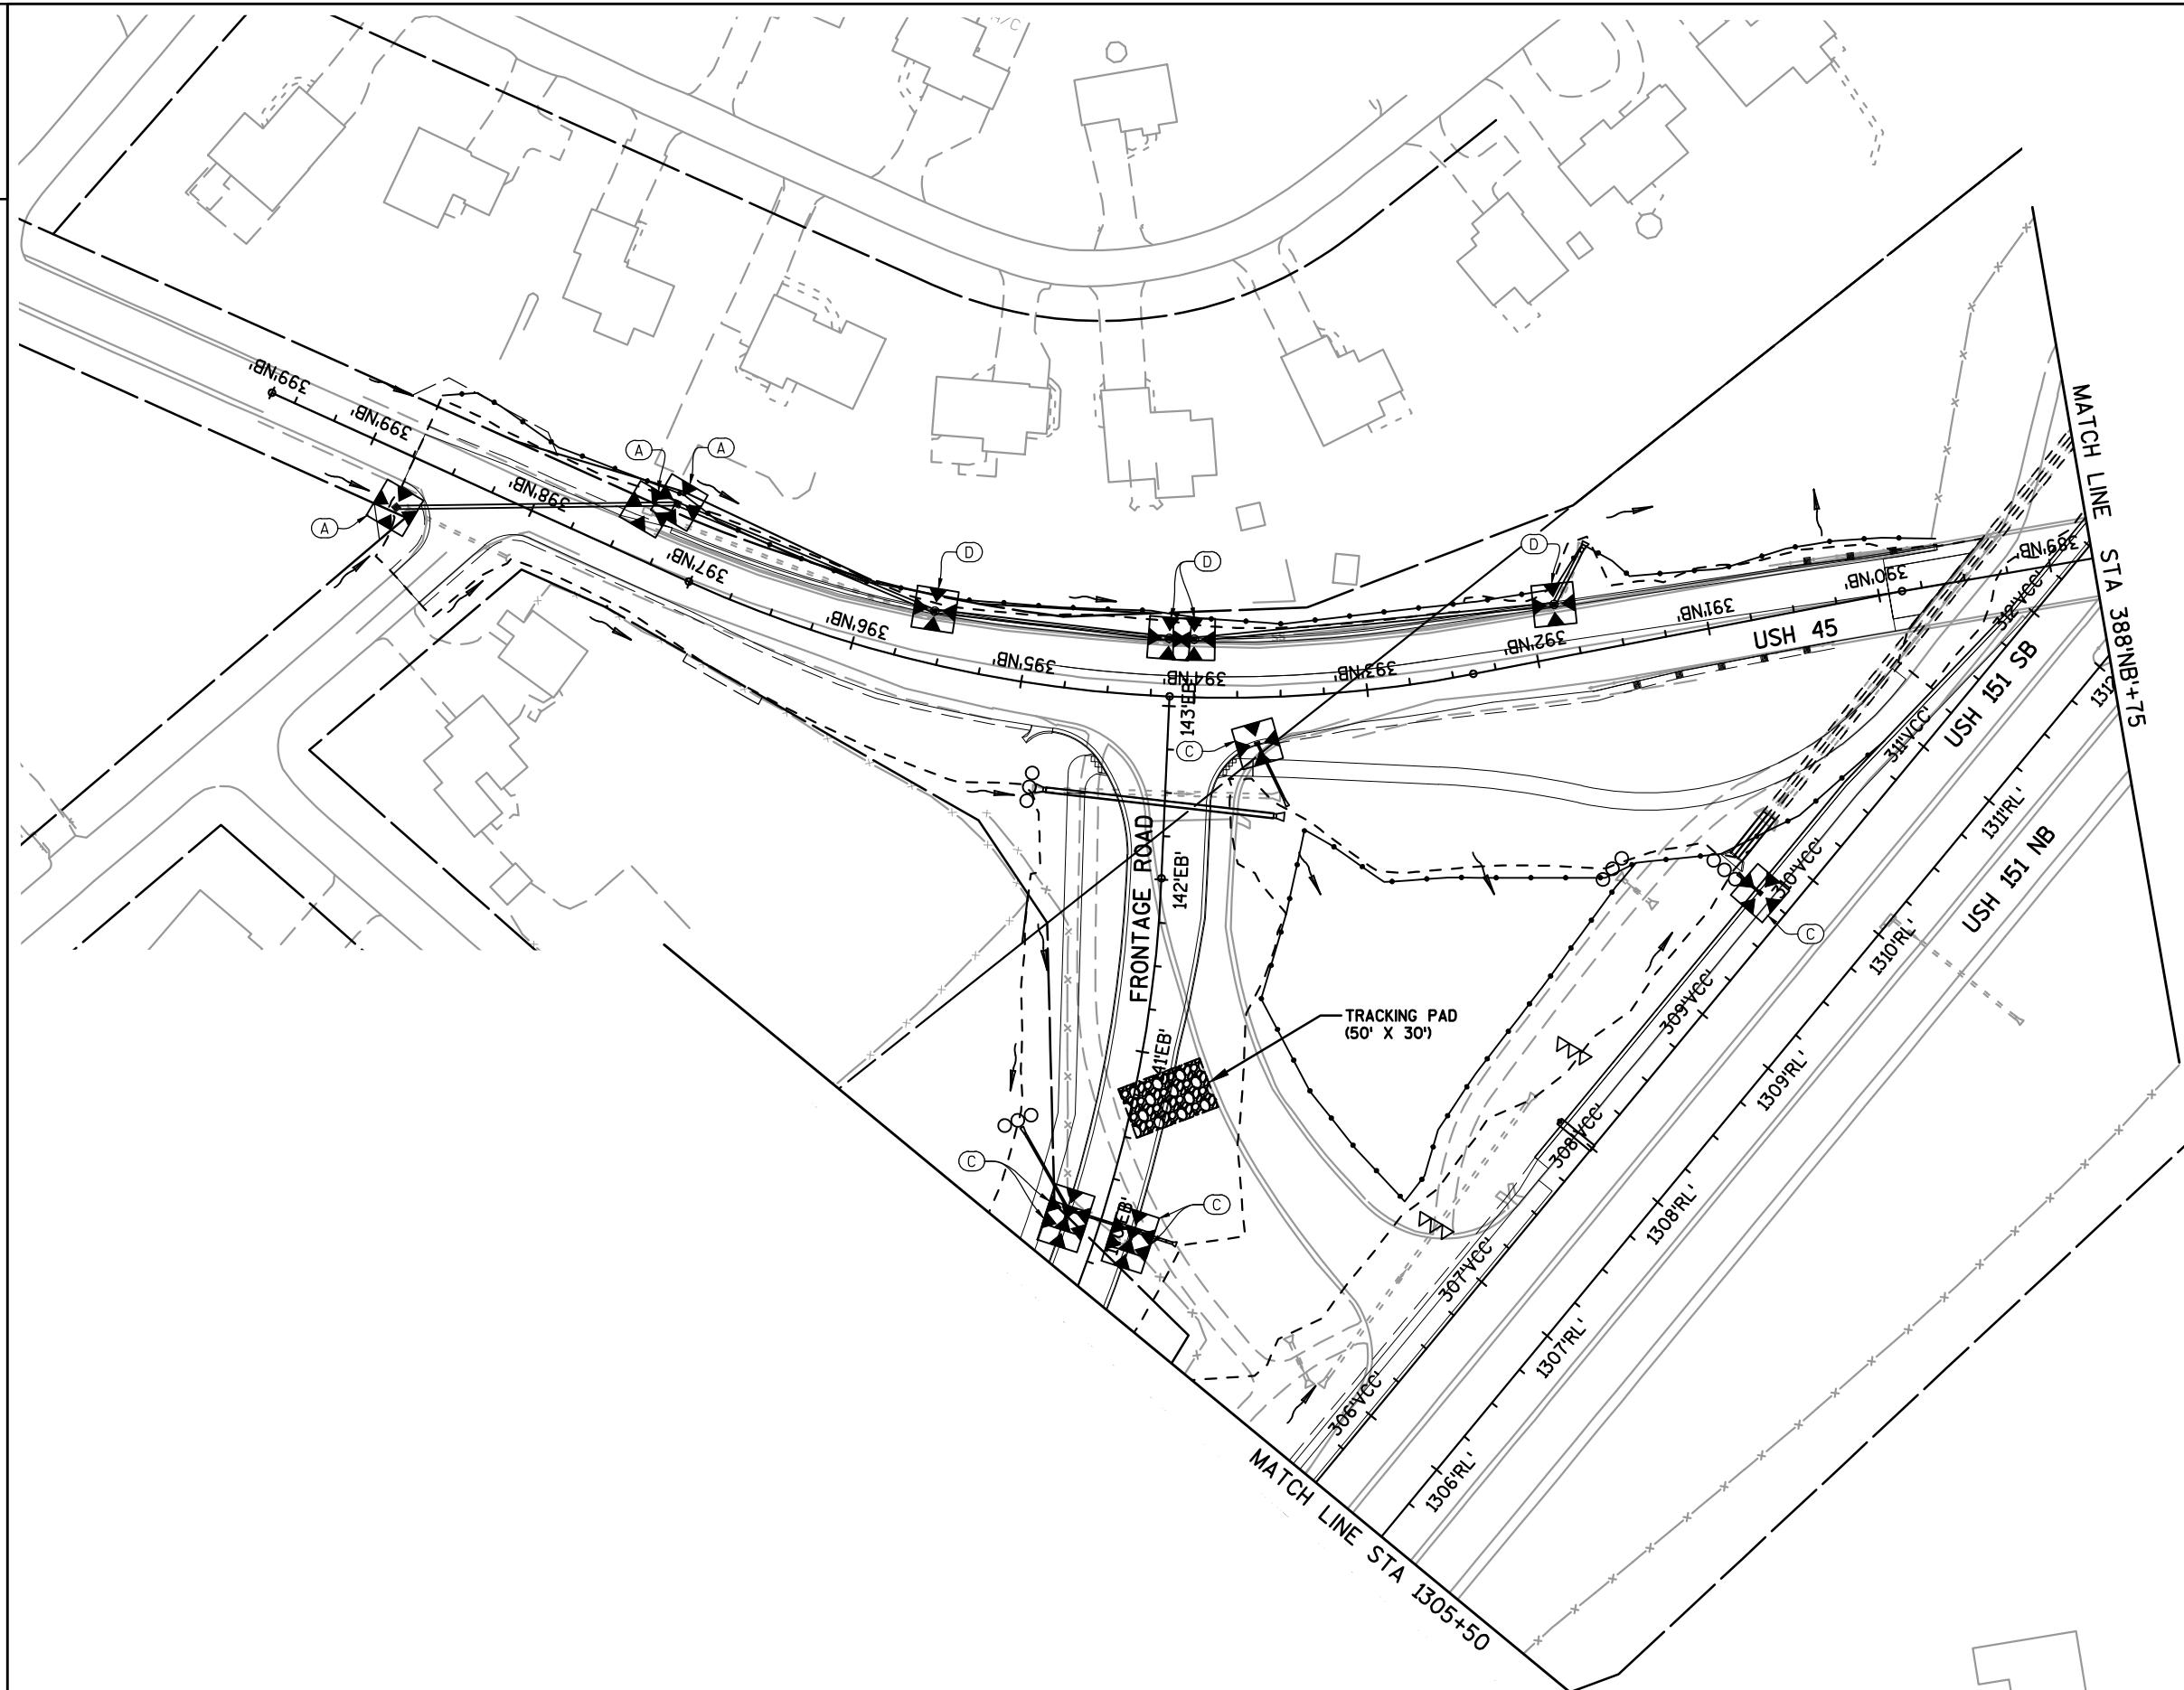 A/C
399'NB'
399'NB'
398'NB'
397'NB'
396'NB'
395'NB'
394'NB'
393'NB'
392'NB'
391'NB'
390'NB'
389'NB'
A
A
A
D
D
D
C
C
C
C
USH 45
143'EB'
142'EB'
FRONTAGE ROAD
TRACKING PAD
(50' X 30')
312'VCC'
311'VCC'
310'VCC'
309'VCC'
308'VCC'
307'VCC'
306'VCC'
USH 151 SB
USH 151 NB
1311'RL'
1310'RL'
1309'RL'
1308'RL'
1307'RL'
1306'RL'
MATCH LINE STA 388'NB'+75
MATCH LINE STA 1305+50